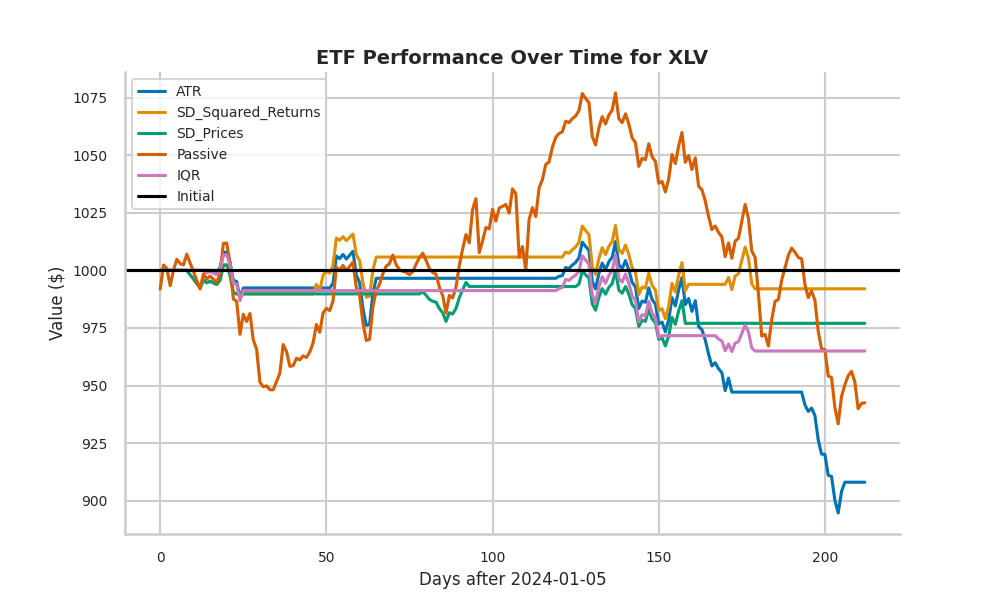 ETF Performance Over Time for XLV
ATR
SD_Squared_Returns
SD_Prices
Passive
IQR
Initial
Value ($)
1075
1050
1025
1000
975
950
925
900
0 50 100 150 200
Days after 2024-01-05